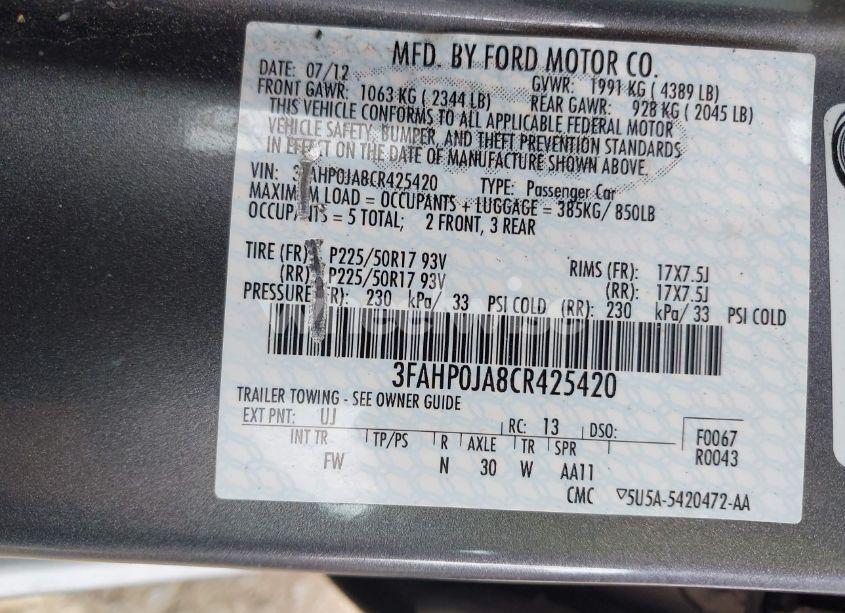 MFD. BY FORD MOTOR CO.
DATE: 07/12 GVWR: 1991 KG ( 4389 LB)
FRONT GAWR: 1063 KG ( 2344 LB) REAR GAWR: 928 KG ( 2045 LB)
THIS VEHICLE CONFORMS TO ALL APPLICABLE FEDERAL MOTOR
VEHICLE SAFETY, BUMPER, AND THEFT PREVENTION STANDARDS
IN EFFECT ON THE DATE OF MANUFACTURE SHOWN ABOVE.
VIN: 3FAHP0JA8CR425420 TYPE: Passenger Car
MAXIMUM LOAD = OCCUPANTS + LUGGAGE = 385KG/ 850LB
OCCUPANTS = 5 TOTAL; 2 FRONT, 3 REAR
TIRE (FR): P225/50R17 93V RIMS (FR): 17X7.5J
(RR): P225/50R17 93V (RR): 17X7.5J
PRESSURE (FR): 230 kPa/ 33 PSI COLD (RR): 230 kPa/ 33 PSI COLD
wheelwise
3FAHP0JA8CR425420
TRAILER TOWING - SEE OWNER GUIDE
EXT PNT: UJ RC: 13 DSO: F0067
INT TR TP/PS R AXLE TR SPR R0043
FW N 30 W AA11
CMC ▽5U5A-5420472-AA